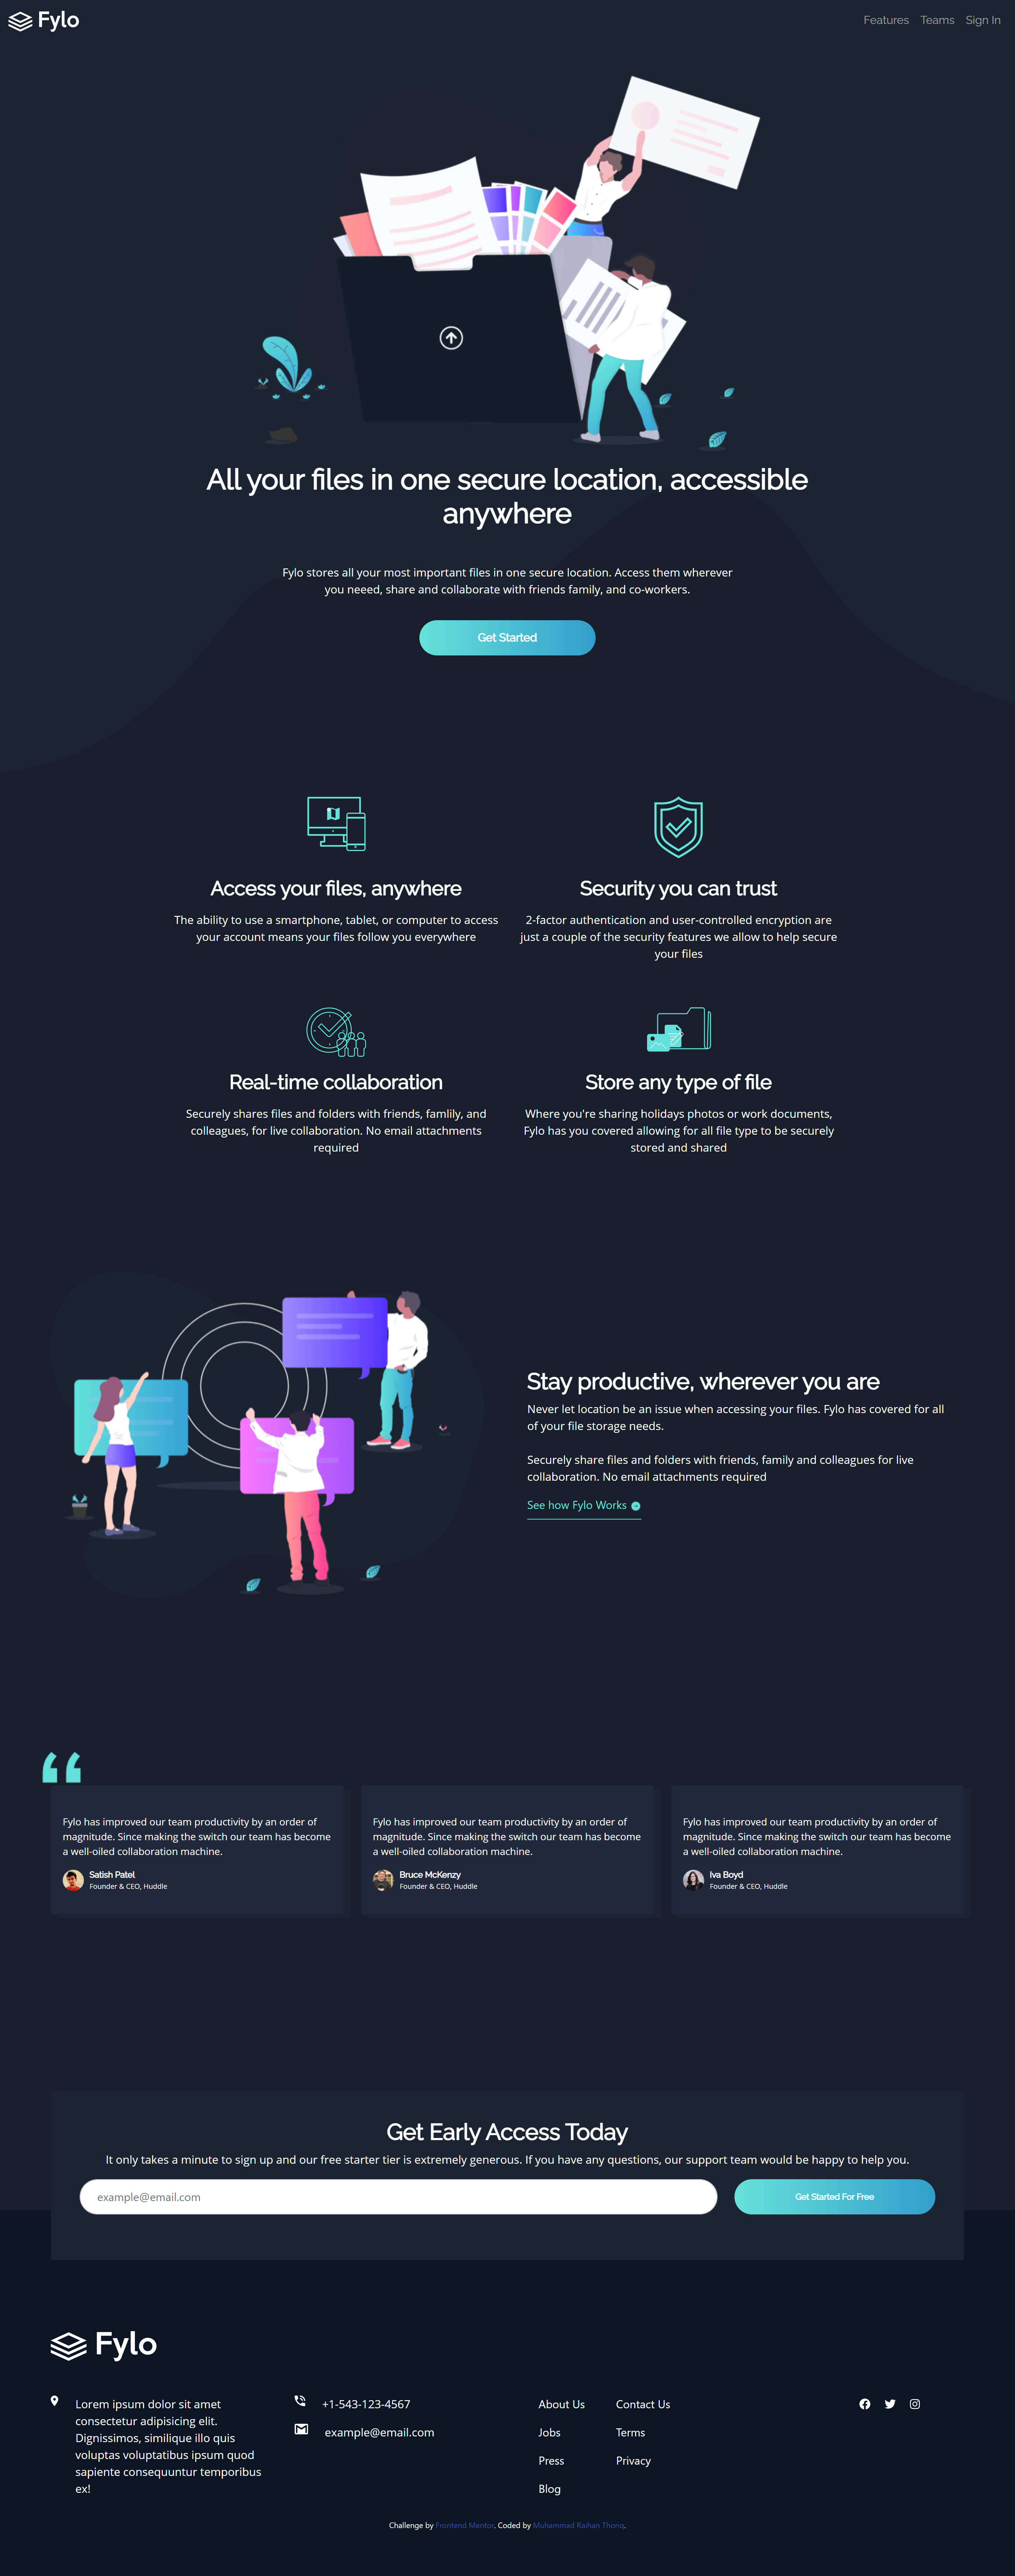 Fylo
Features Teams Sign In
All your files in one secure location, accessible
anywhere
Fylo stores all your most important files in one secure location. Access them wherever
you neeed, share and collaborate with friends family, and co-workers.
Get Started
Access your files, anywhere
The ability to use a smartphone, tablet, or computer to access
your account means your files follow you everywhere
Security you can trust
2-factor authentication and user-controlled encryption are
just a couple of the security features we allow to help secure
your files
Real-time collaboration
Securely shares files and folders with friends, famlily, and
colleagues, for live collaboration. No email attachments
required
Store any type of file
Where you're sharing holidays photos or work documents,
Fylo has you covered allowing for all file type to be securely
stored and shared
Stay productive, wherever you are
Never let location be an issue when accessing your files. Fylo has covered for all
of your file storage needs.
Securely share files and folders with friends, family and colleagues for live
collaboration. No email attachments required
See how Fylo Works
Fylo has improved our team productivity by an order of
magnitude. Since making the switch our team has become
a well-oiled collaboration machine.
Satish Patel
Founder & CEO, Huddle
Fylo has improved our team productivity by an order of
magnitude. Since making the switch our team has become
a well-oiled collaboration machine.
Bruce McKenzy
Founder & CEO, Huddle
Fylo has improved our team productivity by an order of
magnitude. Since making the switch our team has become
a well-oiled collaboration machine.
Iva Boyd
Founder & CEO, Huddle
Get Early Access Today
It only takes a minute to sign up and our free starter tier is extremely generous. If you have any questions, our support team would be happy to help you.
example@email.com
Get Started For Free
Fylo
Lorem ipsum dolor sit amet
consectetur adipisicing elit.
Dignissimos, similique illo quis
voluptas voluptatibus ipsum quod
sapiente consequuntur temporibus
ex!
+1-543-123-4567
example@email.com
About Us
Jobs
Press
Blog
Contact Us
Terms
Privacy
Challenge by Frontend Mentor. Coded by Muhammad Raihan Thoriq.